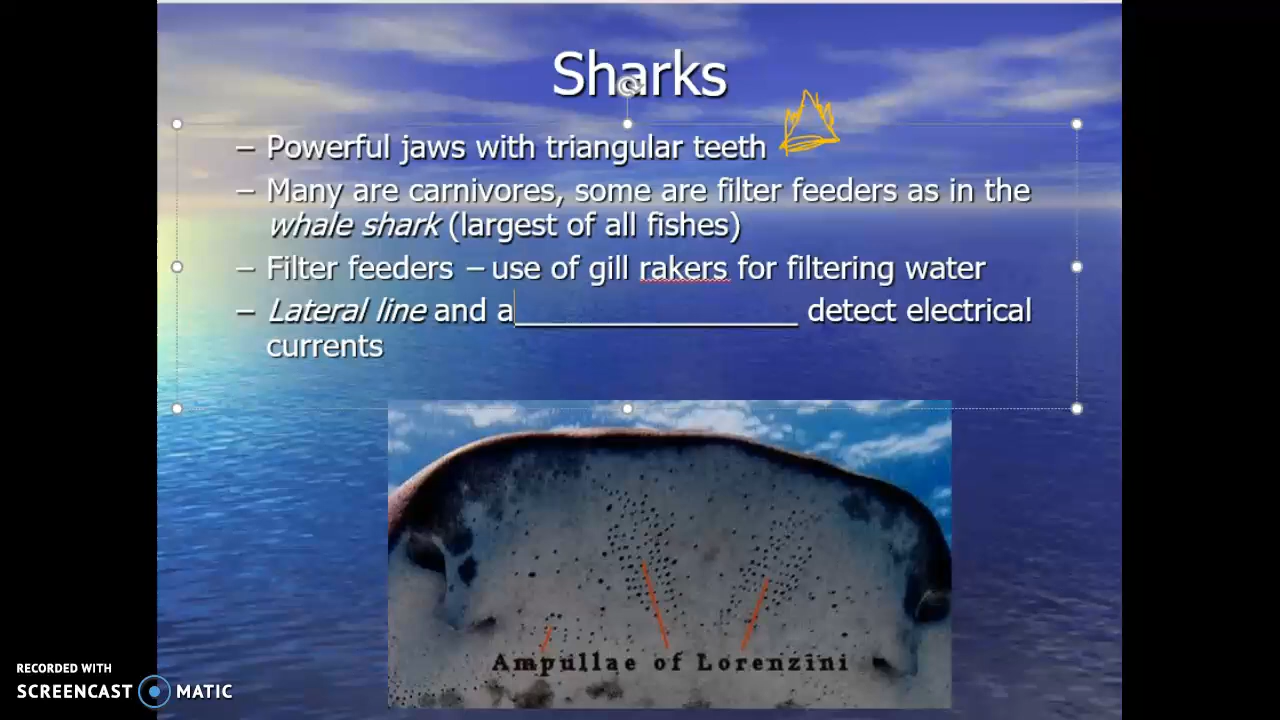 Sharks
– Powerful jaws with triangular teeth
– Many are carnivores, some are filter feeders as in the
whale shark (largest of all fishes)
– Filter feeders – use of gill rakers for filtering water
– Lateral line and a____________________ detect electrical
currents
Ampullae of Lorenzini
RECORDED WITH
SCREENCAST MATIC